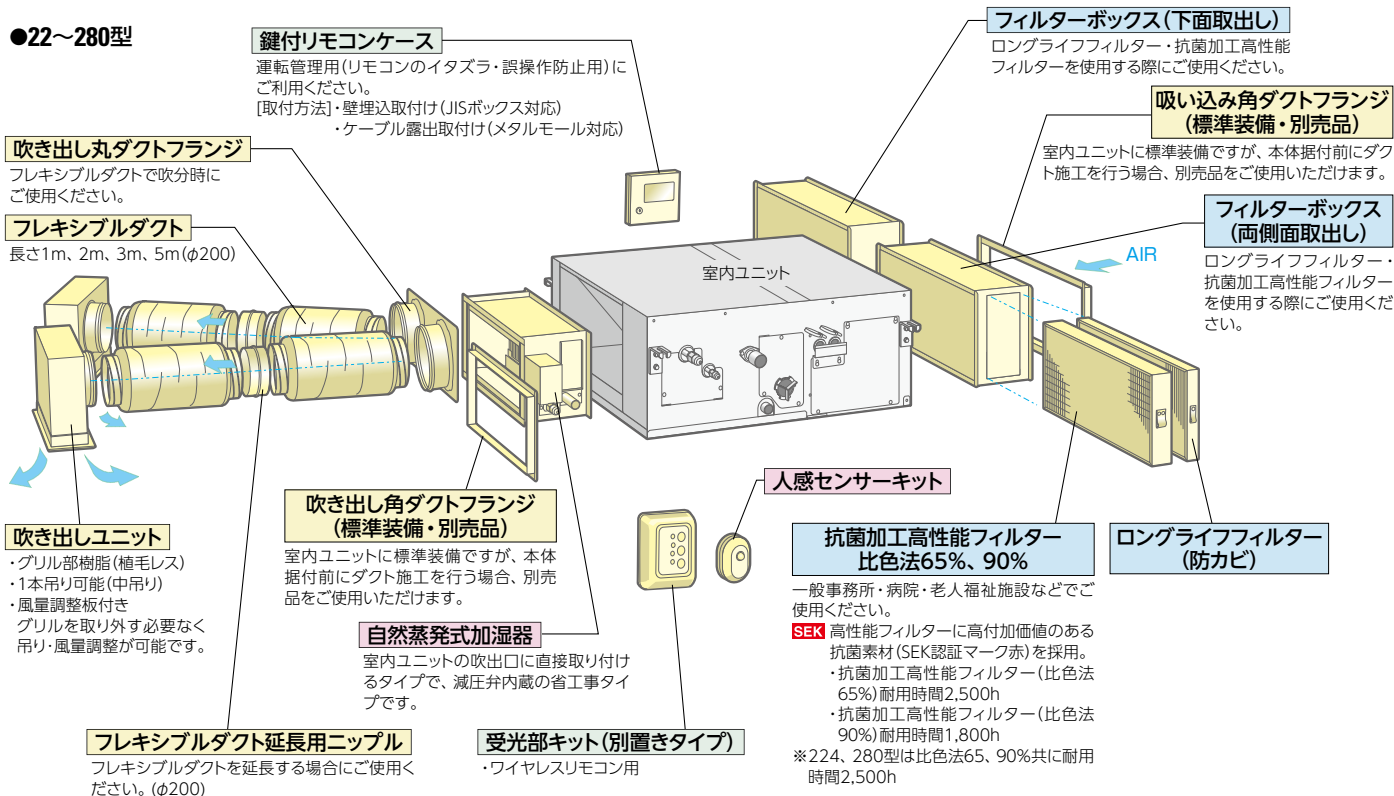 ●22～280型
鍵付リモコンケース
運転管理用(リモコンのイタズラ・誤操作防止用)に
ご利用ください。
[取付方法]・壁埋込取付け(JISボックス対応)
・ケーブル露出取付け(メタルモール対応)
フィルターボックス(下面取出し)
ロングライフフィルター・抗菌加工高性能
フィルターを使用する際にご使用ください。
吸い込み角ダクトフランジ
(標準装備・別売品)
室内ユニットに標準装備ですが、本体据付前にダク
ト施工を行う場合、別売品をご使用いただけます。
フィルターボックス
(両側面取出し)
ロングライフフィルター・
抗菌加工高性能フィルター
を使用する際にご使用くだ
さい。
AIR
吹き出し丸ダクトフランジ
フレキシブルダクトで吹分時に
ご使用ください。
フレキシブルダクト
長さ1m、2m、3m、5m(φ200)
室内ユニット
吹き出しユニット
・グリル部樹脂(植毛レス)
・1本吊り可能(中吊り)
・風量調整板付き
グリルを取り外す必要なく
吊り・風量調整が可能です。
吹き出し角ダクトフランジ
(標準装備・別売品)
室内ユニットに標準装備ですが、本体
据付前にダクト施工を行う場合、別売
品をご使用いただけます。
自然蒸発式加湿器
室内ユニットの吹出口に直接取り付け
るタイプで、減圧弁内蔵の省工事タイ
プです。
フレキシブルダクト延長用ニップル
フレキシブルダクトを延長する場合にご使用く
ださい。(φ200)
人感センサーキット
受光部キット(別置きタイプ)
・ワイヤレスリモコン用
抗菌加工高性能フィルター
比色法65%、90%
一般事務所・病院・老人福祉施設などでご
使用ください。
SEK 高性能フィルターに高付加価値のある
抗菌素材(SEK認証マーク赤)を採用。
・抗菌加工高性能フィルター(比色法
65%)耐用時間2,500h
・抗菌加工高性能フィルター(比色法
90%)耐用時間1,800h
※224、280型は比色法65、90%共に耐用
時間2,500h
ロングライフフィルター
(防カビ)